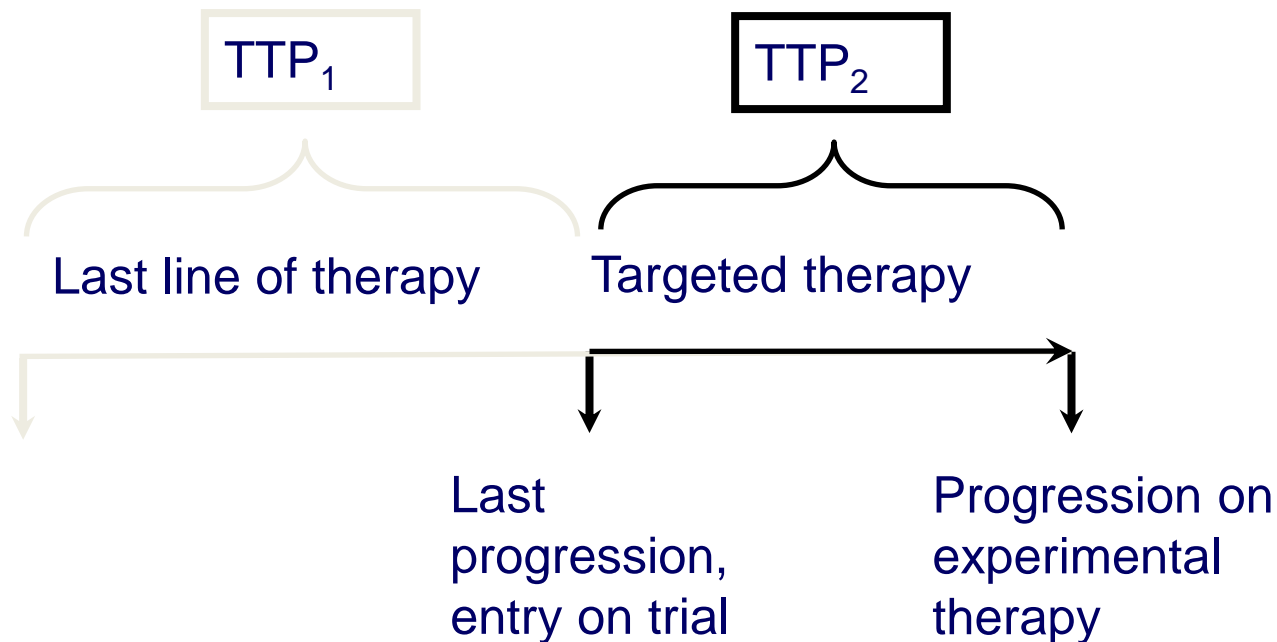 TTP₁
TTP₂
Last line of therapy
Targeted therapy
Last
progression,
entry on trial
Progression on
experimental
therapy